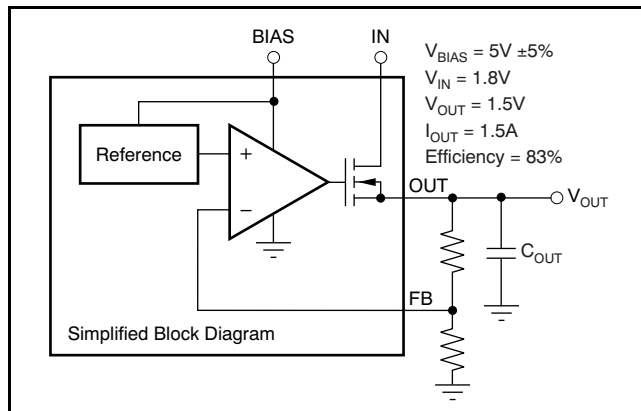 BIAS
IN
V_BIAS = 5V ±5%
V_IN = 1.8V
V_OUT = 1.5V
I_OUT = 1.5A
Efficiency = 83%
Reference
+
−
OUT
V_OUT
C_OUT
FB
Simplified Block Diagram